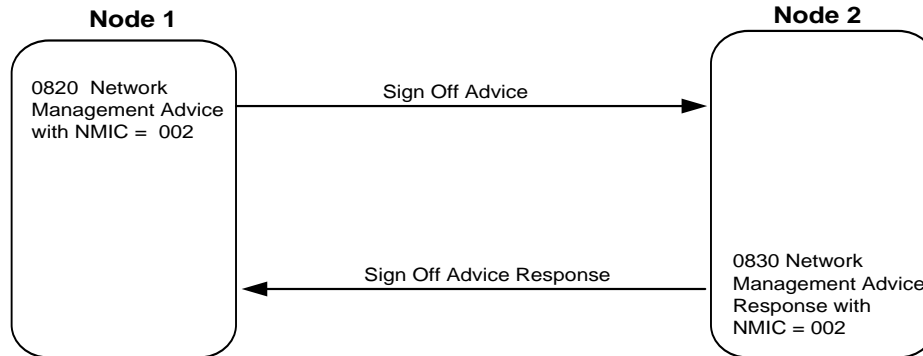 Node 1
Node 2
0820 Network
Management Advice
with NMIC = 002
Sign Off Advice
Sign Off Advice Response
0830 Network
Management Advice
Response with
NMIC = 002